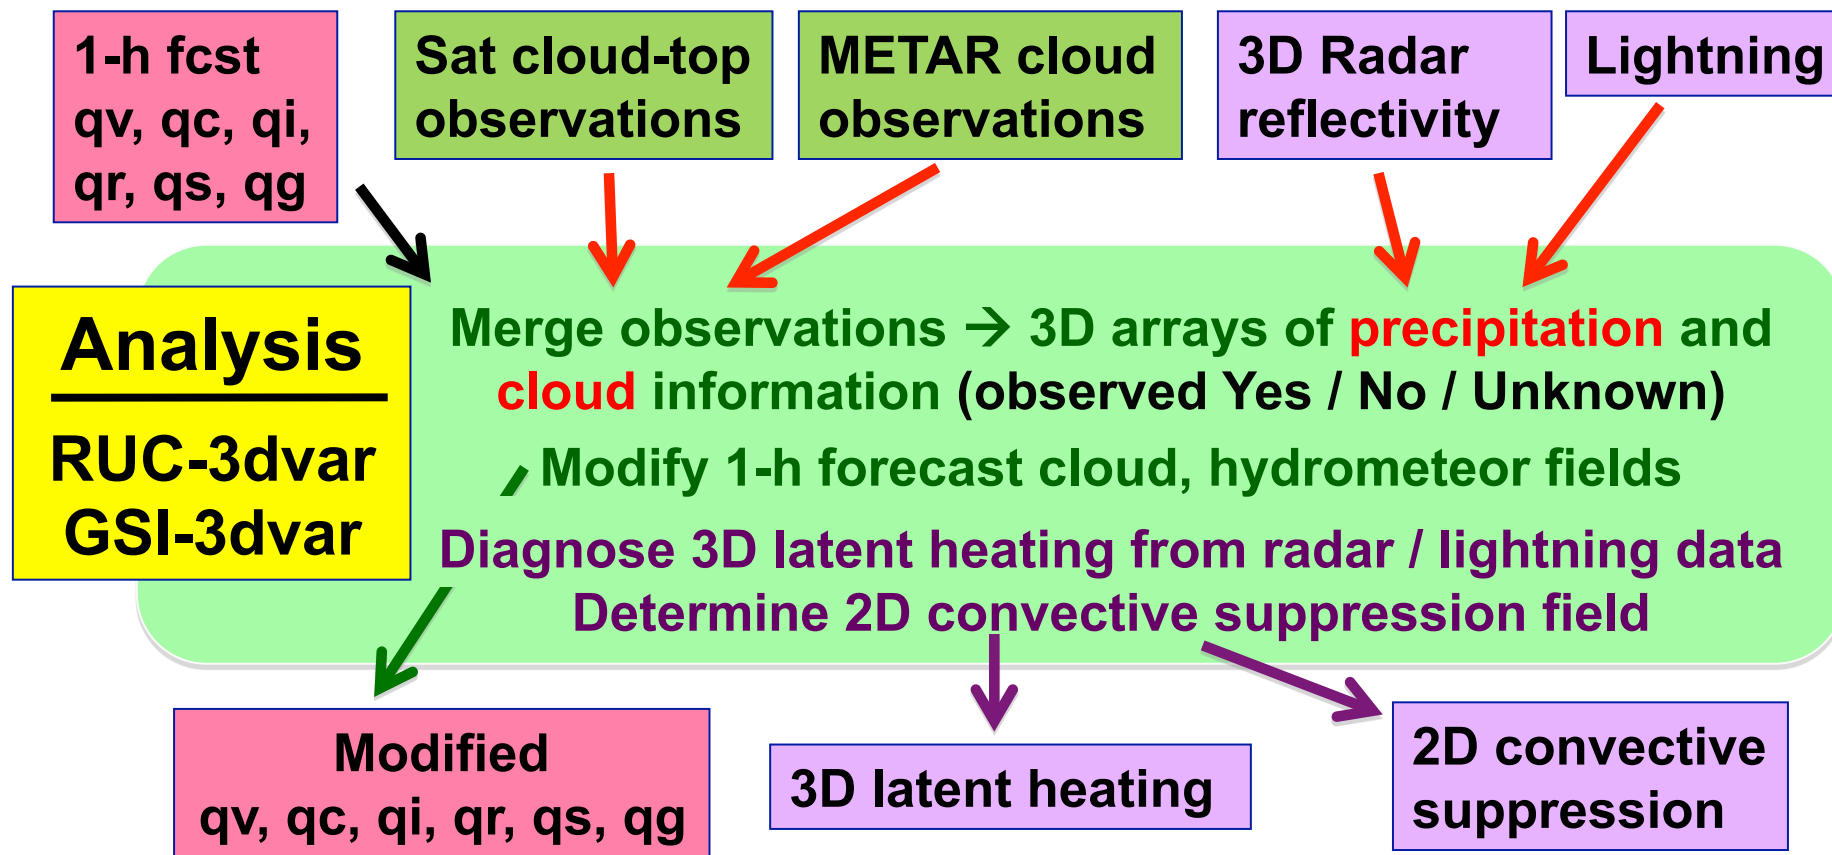 1-h fcst
qv, qc, qi,
qr, qs, qg
Sat cloud-top
observations
METAR cloud
observations
3D Radar
reflectivity
Lightning
Analysis
RUC-3dvar
GSI-3dvar
Merge observations → 3D arrays of precipitation and
cloud information (observed Yes / No / Unknown)
Modify 1-h forecast cloud, hydrometeor fields
Diagnose 3D latent heating from radar / lightning data
Determine 2D convective suppression field
Modified
qv, qc, qi, qr, qs, qg
3D latent heating
2D convective
suppression